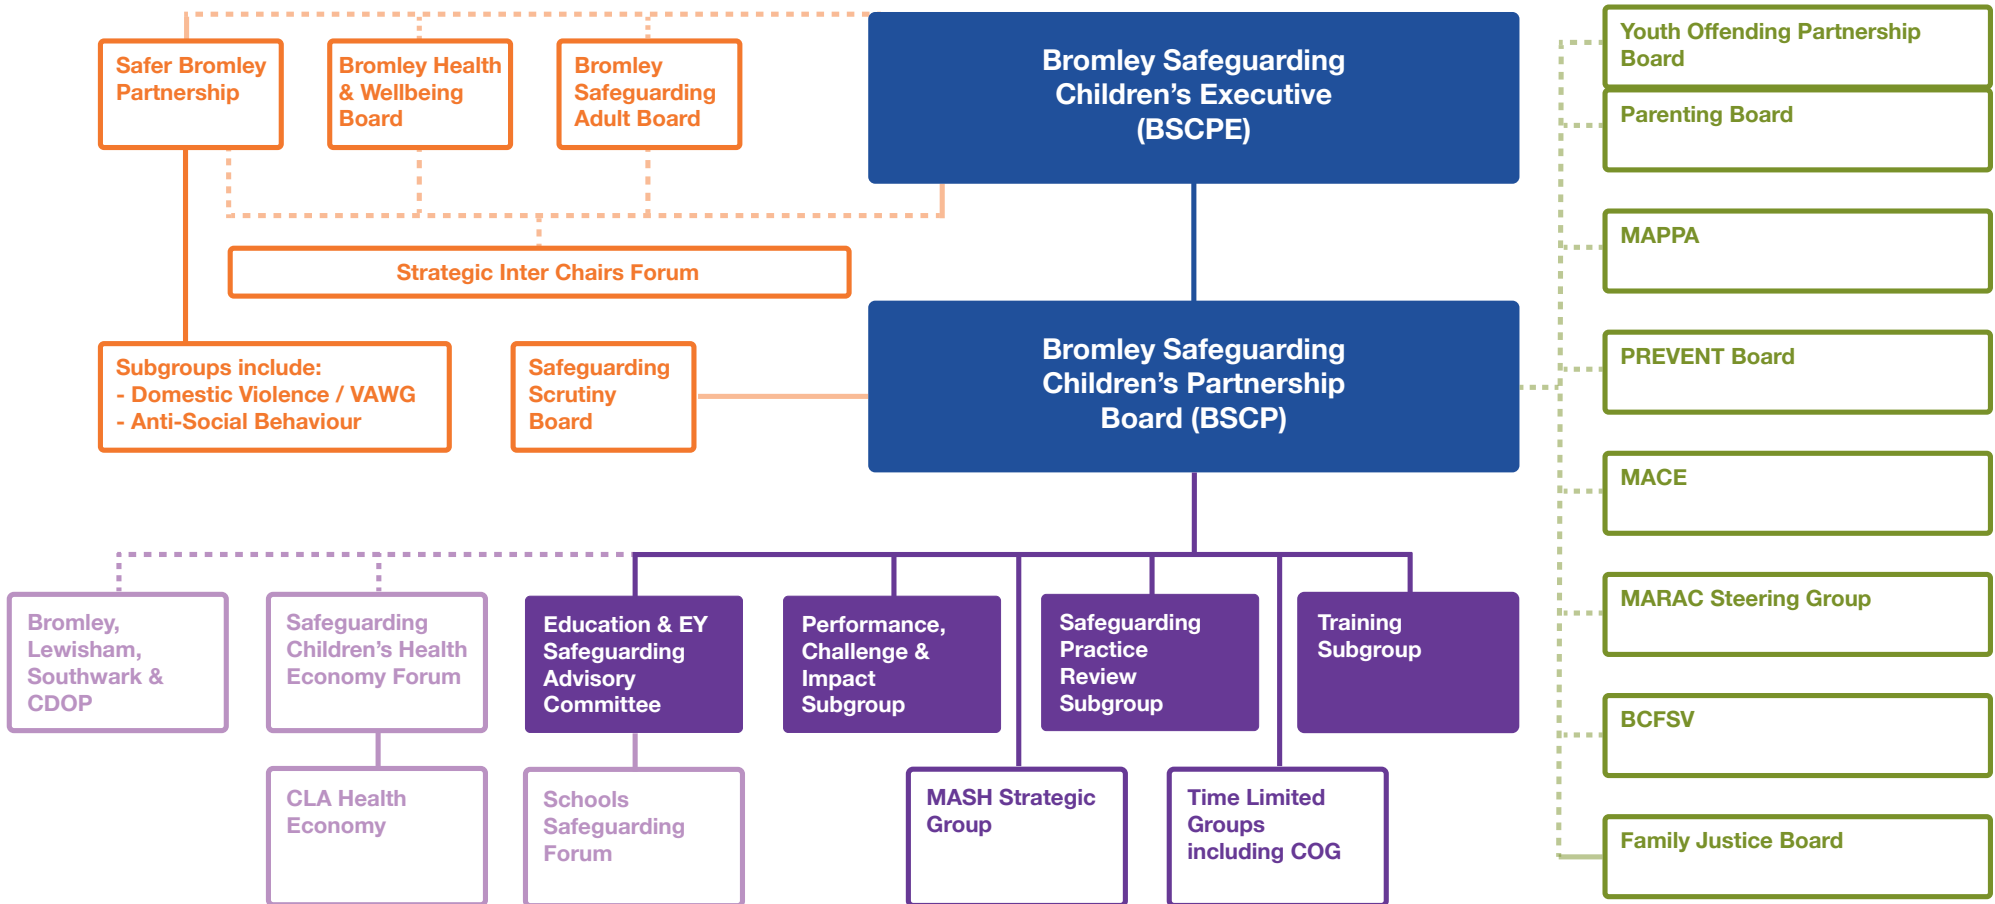 Safer Bromley
Partnership
Bromley Health
& Wellbeing
Board
Bromley
Safeguarding
Adult Board
Bromley Safeguarding
Children’s Executive
(BSCPE)
Strategic Inter Chairs Forum
Subgroups include:
- Domestic Violence / VAWG
- Anti-Social Behaviour
Safeguarding
Scrutiny
Board
Bromley Safeguarding
Children’s Partnership
Board (BSCP)
Youth Offending Partnership
Board
Parenting Board
MAPPA
PREVENT Board
MACE
MARAC Steering Group
BCFSV
Family Justice Board
Bromley,
Lewisham,
Southwark &
CDOP
Safeguarding
Children’s Health
Economy Forum
Education & EY
Safeguarding
Advisory
Committee
Performance,
Challenge &
Impact
Subgroup
Safeguarding
Practice
Review
Subgroup
Training
Subgroup
CLA Health
Economy
Schools
Safeguarding
Forum
MASH Strategic
Group
Time Limited
Groups
including COG